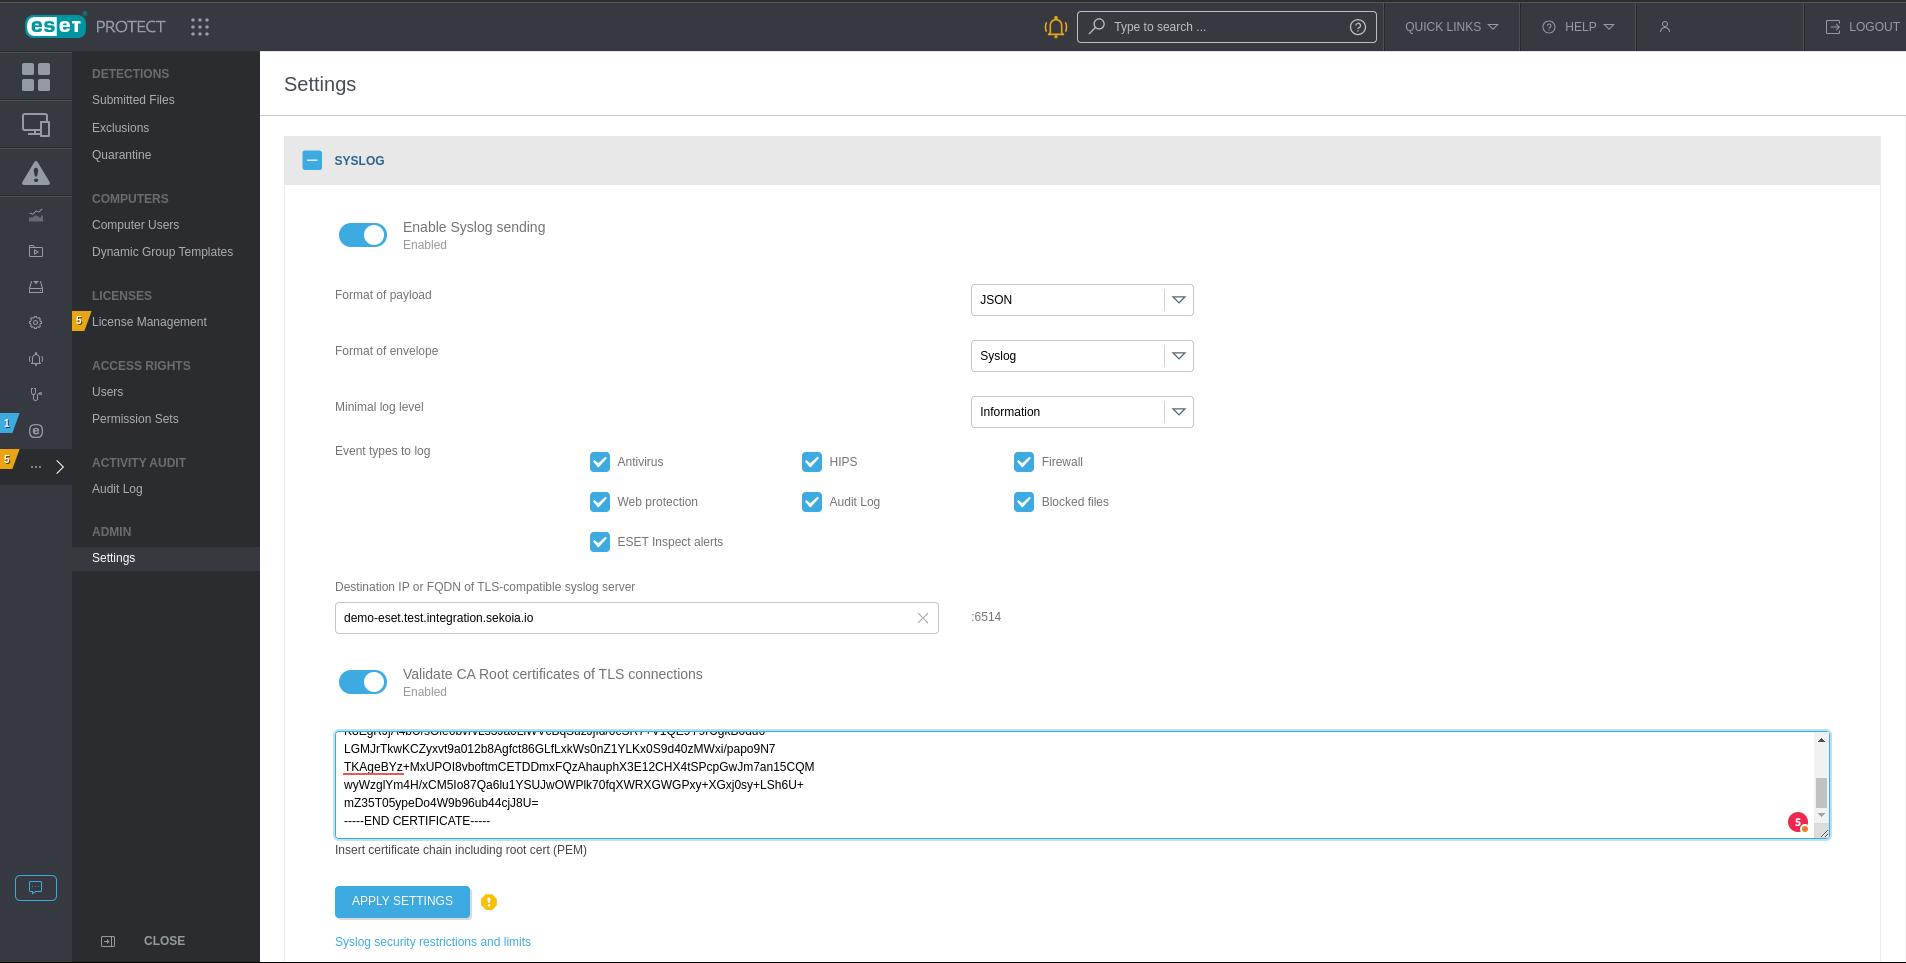 eset PROTECT
Type to search ...
QUICK LINKS
HELP
LOGOUT
DETECTIONS
Submitted Files
Exclusions
Quarantine
COMPUTERS
Computer Users
Dynamic Group Templates
LICENSES
5
License Management
ACCESS RIGHTS
Users
Permission Sets
1
5
ACTIVITY AUDIT
Audit Log
ADMIN
Settings
CLOSE
Settings
SYSLOG
Enable Syslog sending
Enabled
Format of payload
JSON
Format of envelope
Syslog
Minimal log level
Information
Event types to log
Antivirus
HIPS
Firewall
Web protection
Audit Log
Blocked files
ESET Inspect alerts
Destination IP or FQDN of TLS-compatible syslog server
demo-eset.test.integration.sekoia.io
:6514
Validate CA Root certificates of TLS connections
Enabled
LGMJrTkwKCZyxvt9a012b8Agfct86GLfLxkWs0nZ1YLKx0S9d40zMWxi/papo9N7
TKAgeBYz+MxUPOI8vboftmCETDDmxFQzAhauphX3E12CHX4tSPcpGwJm7an15CQM
wyWzglYm4H/xCM5Io87Qa6lu1YSUJwOWPlk70fqXWRXGWGPxy+XGxj0sy+LSh6U+
mZ35T05ypeDo4W9b96ub44cjJ8U=
-----END CERTIFICATE-----
5
Insert certificate chain including root cert (PEM)
APPLY SETTINGS
Syslog security restrictions and limits